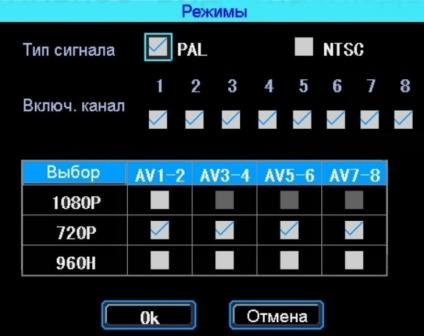 Режимы
Тип сигнала PAL NTSC
1 2 3 4 5 6 7 8
Включ. канал
Выбор AV1-2 AV3-4 AV5-6 AV7-8
1080P
720P
960H
Ok Отмена